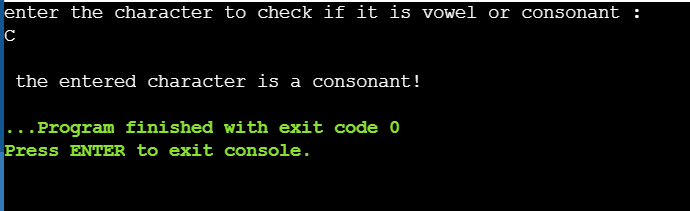 enter the character to check if it is vowel or consonant :
C
the entered character is a consonant!
...Program finished with exit code 0
Press ENTER to exit console.